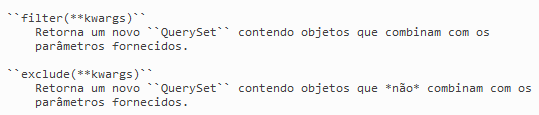 ``filter(**kwargs)``
Retorna um novo ``QuerySet`` contendo objetos que combinam com os
parâmetros fornecidos.
``exclude(**kwargs)``
Retorna um novo ``QuerySet`` contendo objetos que *não* combinam com os
parâmetros fornecidos.